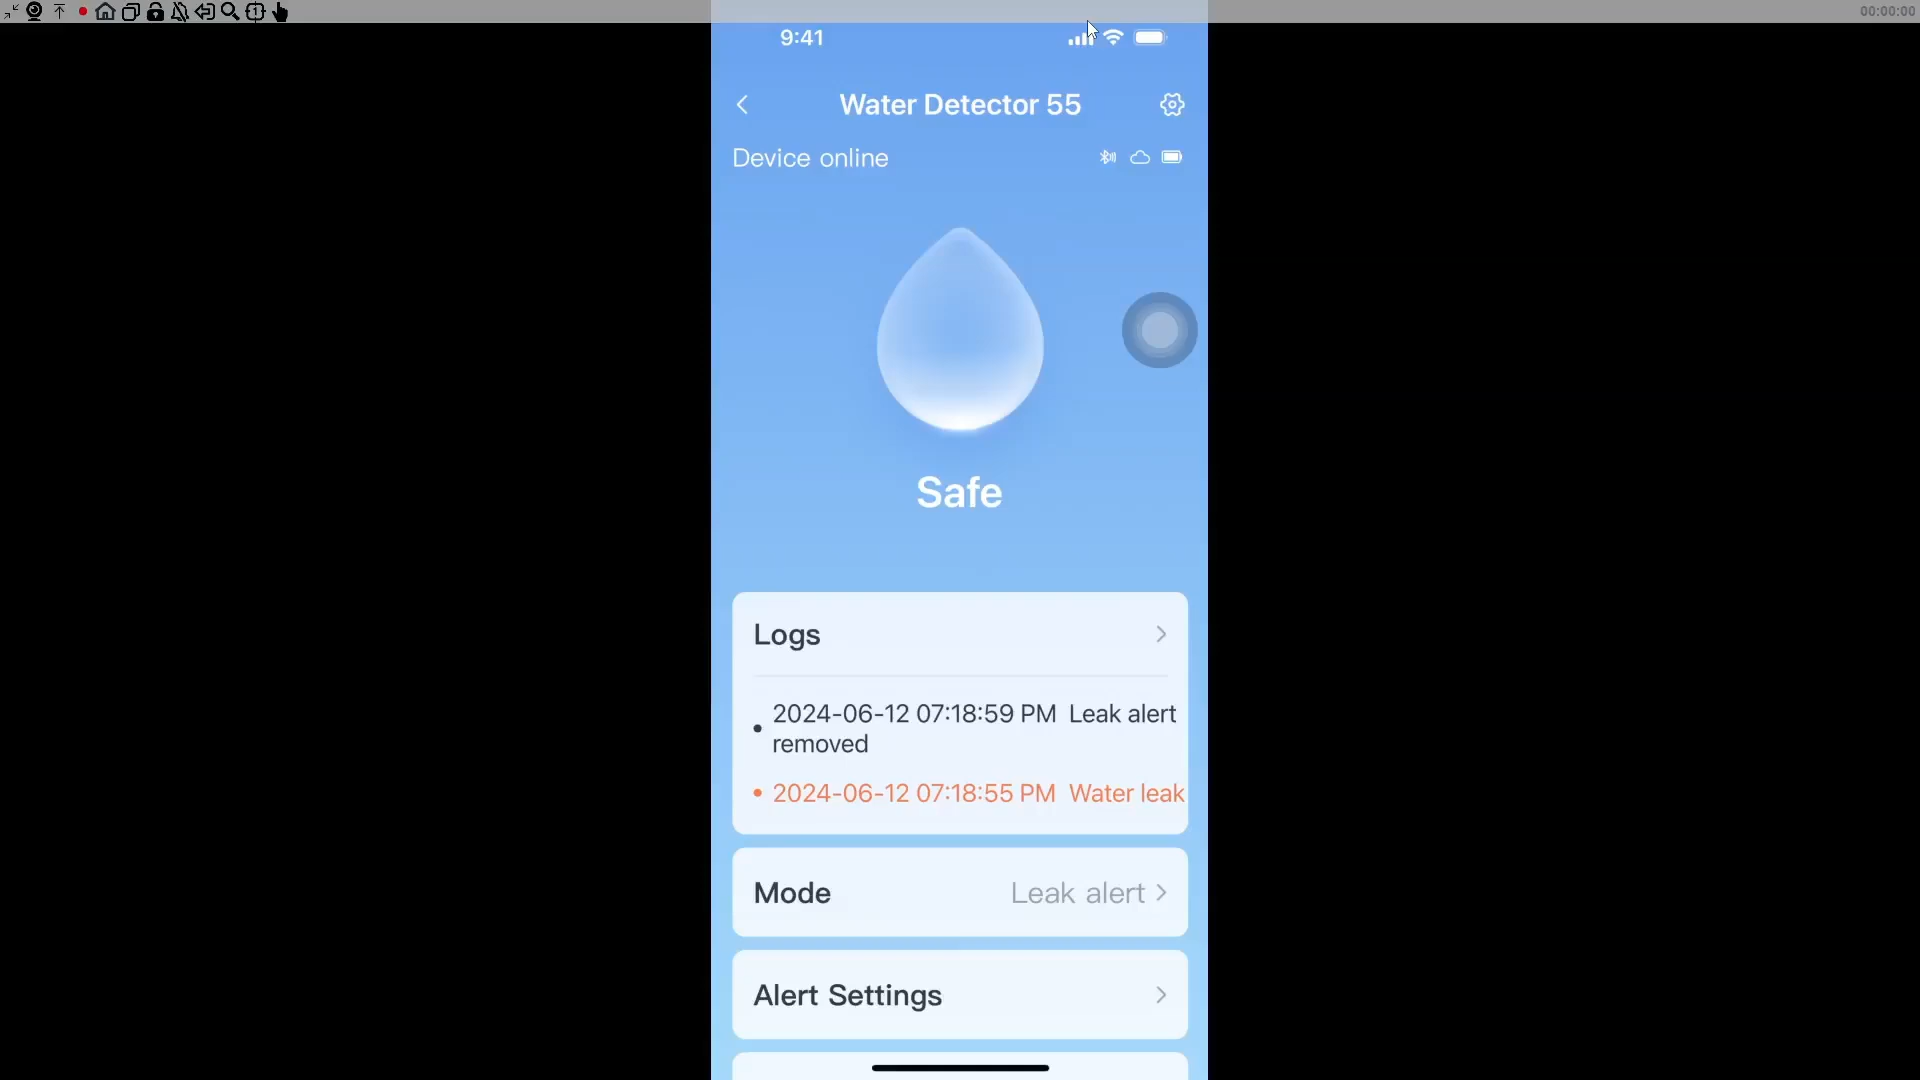 00:00:00
9:41
Water Detector 55
Device online
Safe
Logs
2024-06-12 07:18:59 PM Leak alert
removed
2024-06-12 07:18:55 PM Water leak
Mode Leak alert
Alert Settings